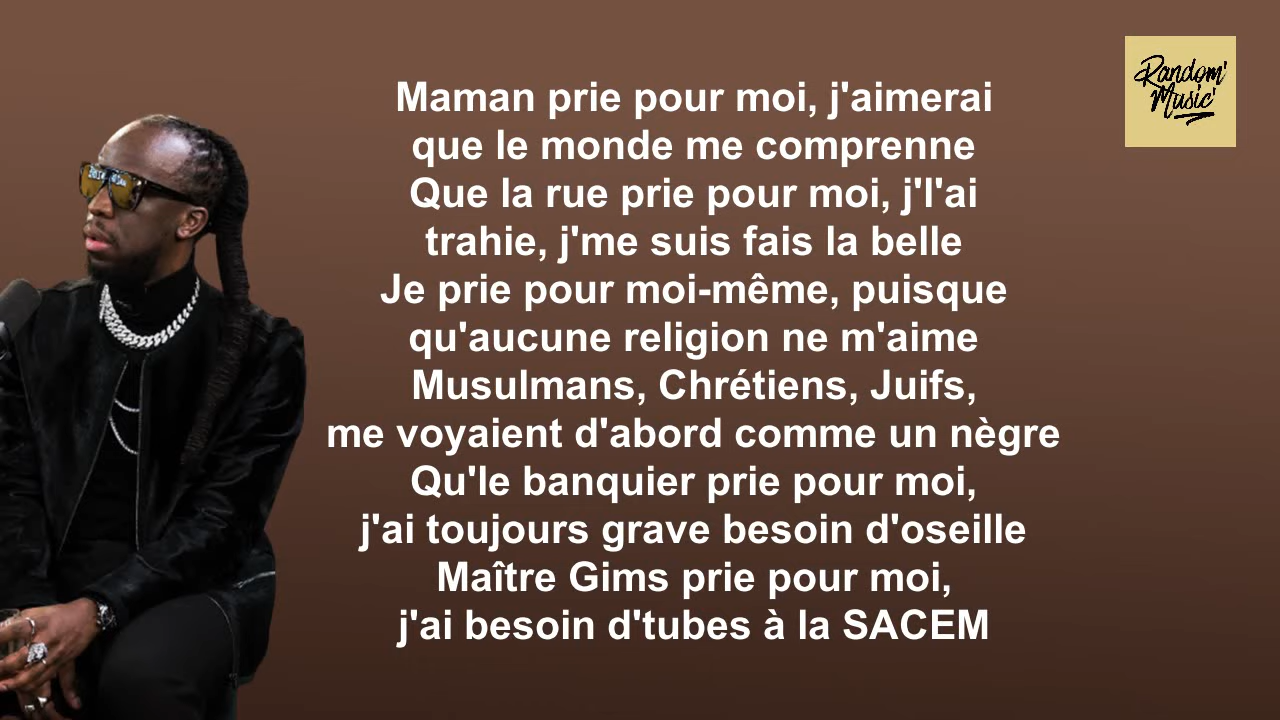 Random'
Music'
Maman prie pour moi, j'aimerai
que le monde me comprenne
Que la rue prie pour moi, j'l'ai
trahie, j'me suis fais la belle
Je prie pour moi-même, puisque
qu'aucune religion ne m'aime
Musulmans, Chrétiens, Juifs,
me voyaient d'abord comme un nègre
Qu'le banquier prie pour moi,
j'ai toujours grave besoin d'oseille
Maître Gims prie pour moi,
j'ai besoin d'tubes à la SACEM